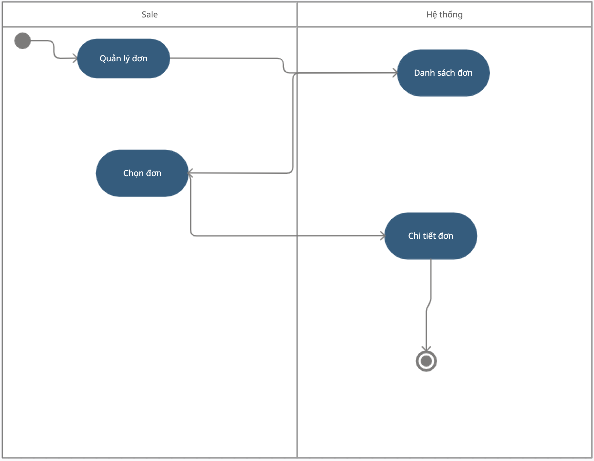 Sale
Hệ thống
Quản lý đơn
Danh sách đơn
Chọn đơn
Chi tiết đơn